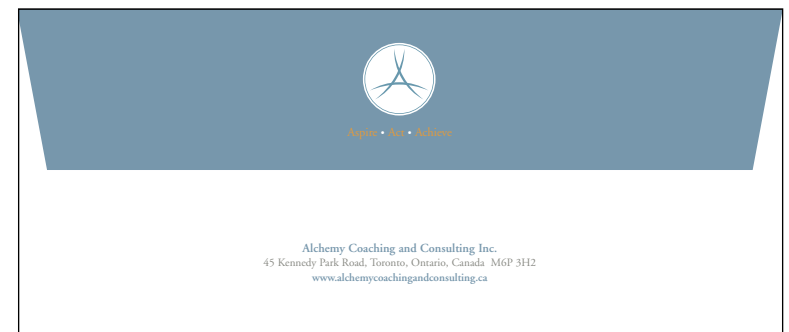 Aspire • Act • Achieve
Alchemy Coaching and Consulting Inc.
45 Kennedy Park Road, Toronto, Ontario, Canada M6P 3H2
www.alchemycoachingandconsulting.ca